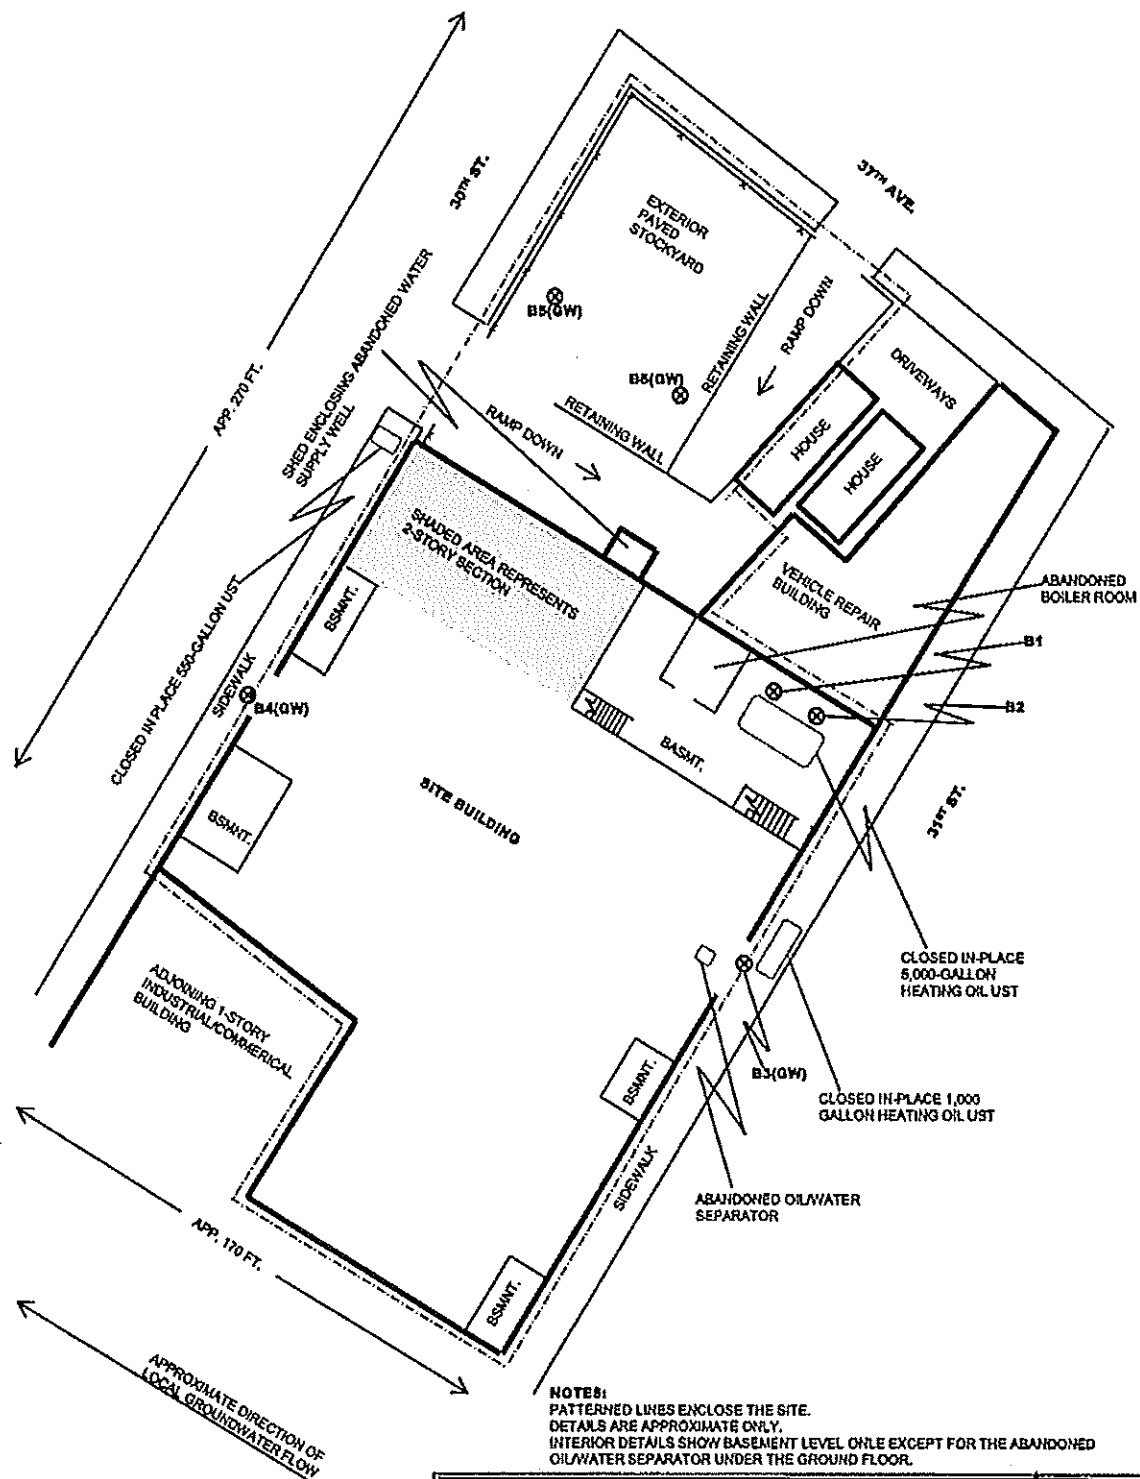 30TH ST.
37TH AVE.
EXTERIOR
PAVED
STOCKYARD
B5(GW)
B6(GW)
RETAINING WALL
RAMP DOWN
DRIVEWAYS
APP. 270 FT.
SHED ENCLOSING ABANDONED WATER
SUPPLY WELL
RAMP DOWN
RETAINING WALL
HOUSE
HOUSE
SHADED AREA REPRESENTS
2-STORY SECTION
VEHICLE REPAIR
BUILDING
ABANDONED
BOILER ROOM
B1
B2
CLOSED IN PLACE 550-GALLON UST
SIDEWALK
BSMNT.
B4(GW)
BSMNT.
SITE BUILDING
BASMT.
31ST ST.
CLOSED IN-PLACE
5,000-GALLON
HEATING OIL UST
ADJOINING 1-STORY
INDUSTRIAL/COMMERICAL
BUILDING
BSMNT.
B3(GW)
CLOSED IN-PLACE 1,000
GALLON HEATING OIL UST
SIDEWALK
ABANDONED OIL/WATER
SEPARATOR
APP. 170 FT.
BSMNT.
APPROXIMATE DIRECTION OF
LOCAL GROUNDWATER FLOW
NOTES:
PATTERNED LINES ENCLOSE THE SITE.
DETAILS ARE APPROXIMATE ONLY.
INTERIOR DETAILS SHOW BASEMENT LEVEL ONLE EXCEPT FOR THE ABANDONED
OIL/WATER SEPARATOR UNDER THE GROUND FLOOR.